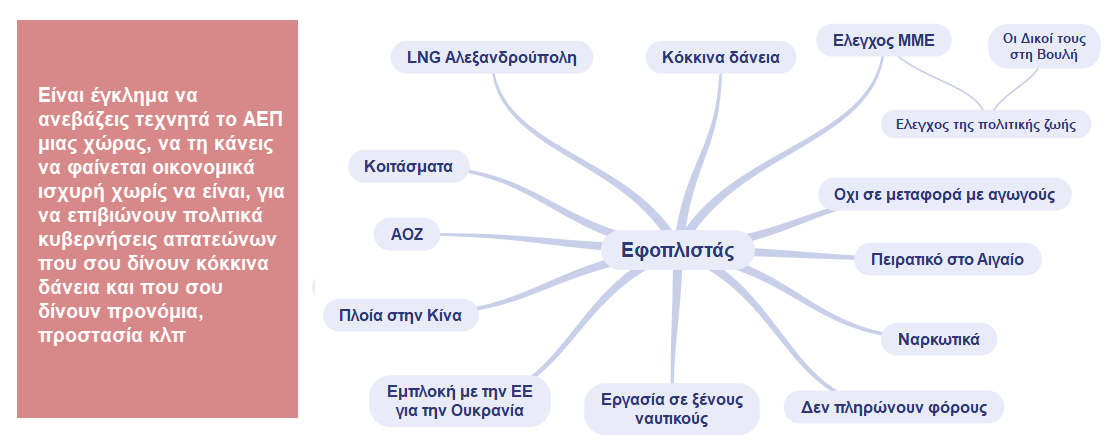 Είναι έγκλημα να
ανεβάζεις τεχνητά το ΑΕΠ
μιας χώρας, να τη κάνεις
να φαίνεται οικονομικά
ισχυρή χωρίς να είναι, για
να επιβιώνουν πολιτικά
κυβερνήσεις απατεώνων
που σου δίνουν κόκκινα
δάνεια και που σου
δίνουν προνόμια,
προστασία κλπ
LNG Αλεξανδρούπολη
Κόκκινα δάνεια
Ελεγχος ΜΜΕ
Οι Δικοί τους
στη Βουλή
Ελεγχος της πολιτικής ζωής
Κοιτάσματα
Οχι σε μεταφορά με αγωγούς
ΑΟΖ
Εφοπλιστάς
Πειρατικό στο Αιγαίο
Πλοία στην Κίνα
Ναρκωτικά
Εμπλοκή με την ΕΕ
για την Ουκρανία
Εργασία σε ξένους
ναυτικούς
Δεν πληρώνουν φόρους